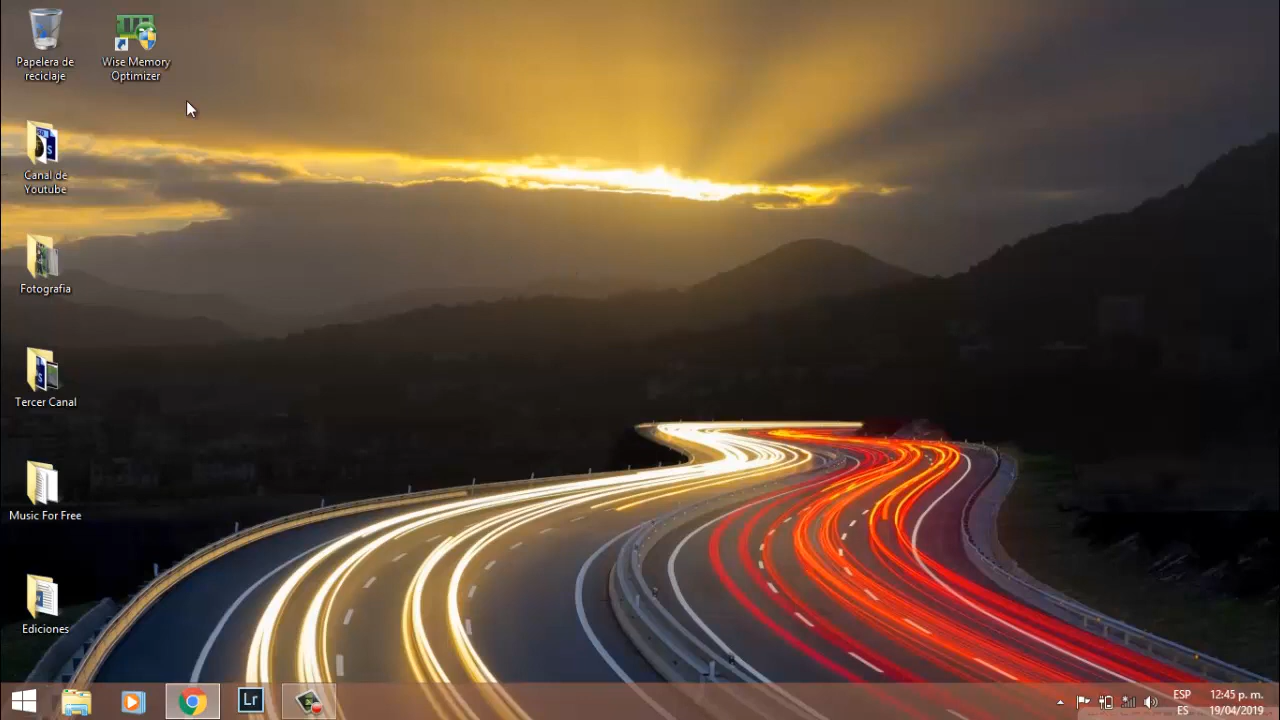 Papelera de
reciclaje
Wise Memory
Optimizer
Canal de
Youtube
Fotografia
Tercer Canal
Music For Free
Ediciones
Lr
ESP
ES
12:45 p. m.
19/04/2019